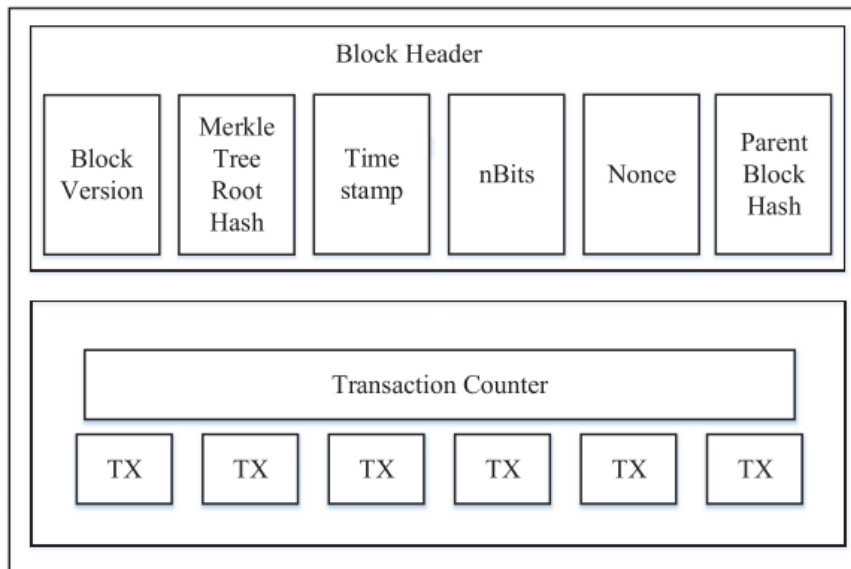 Block Header
Block
Version
Merkle
Tree
Root
Hash
Time
stamp
nBits
Nonce
Parent
Block
Hash
Transaction Counter
TX
TX
TX
TX
TX
TX